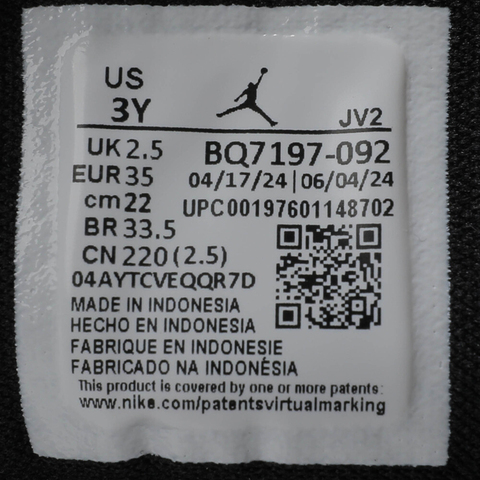 US
3Y
JV2
UK 2.5
BQ7197-092
EUR 35
04/17/24 | 06/04/24
cm 22
UPC00197601148702
BR 33.5
CN 220 (2.5)
04AYTCVEQQR7D
MADE IN INDONESIA
HECHO EN INDONESIA
FABRIQUE EN INDONESIE
FABRICADO NA INDONÉSIA
This product is covered by one or more patents:
www.nike.com/patentsvirtualmarking